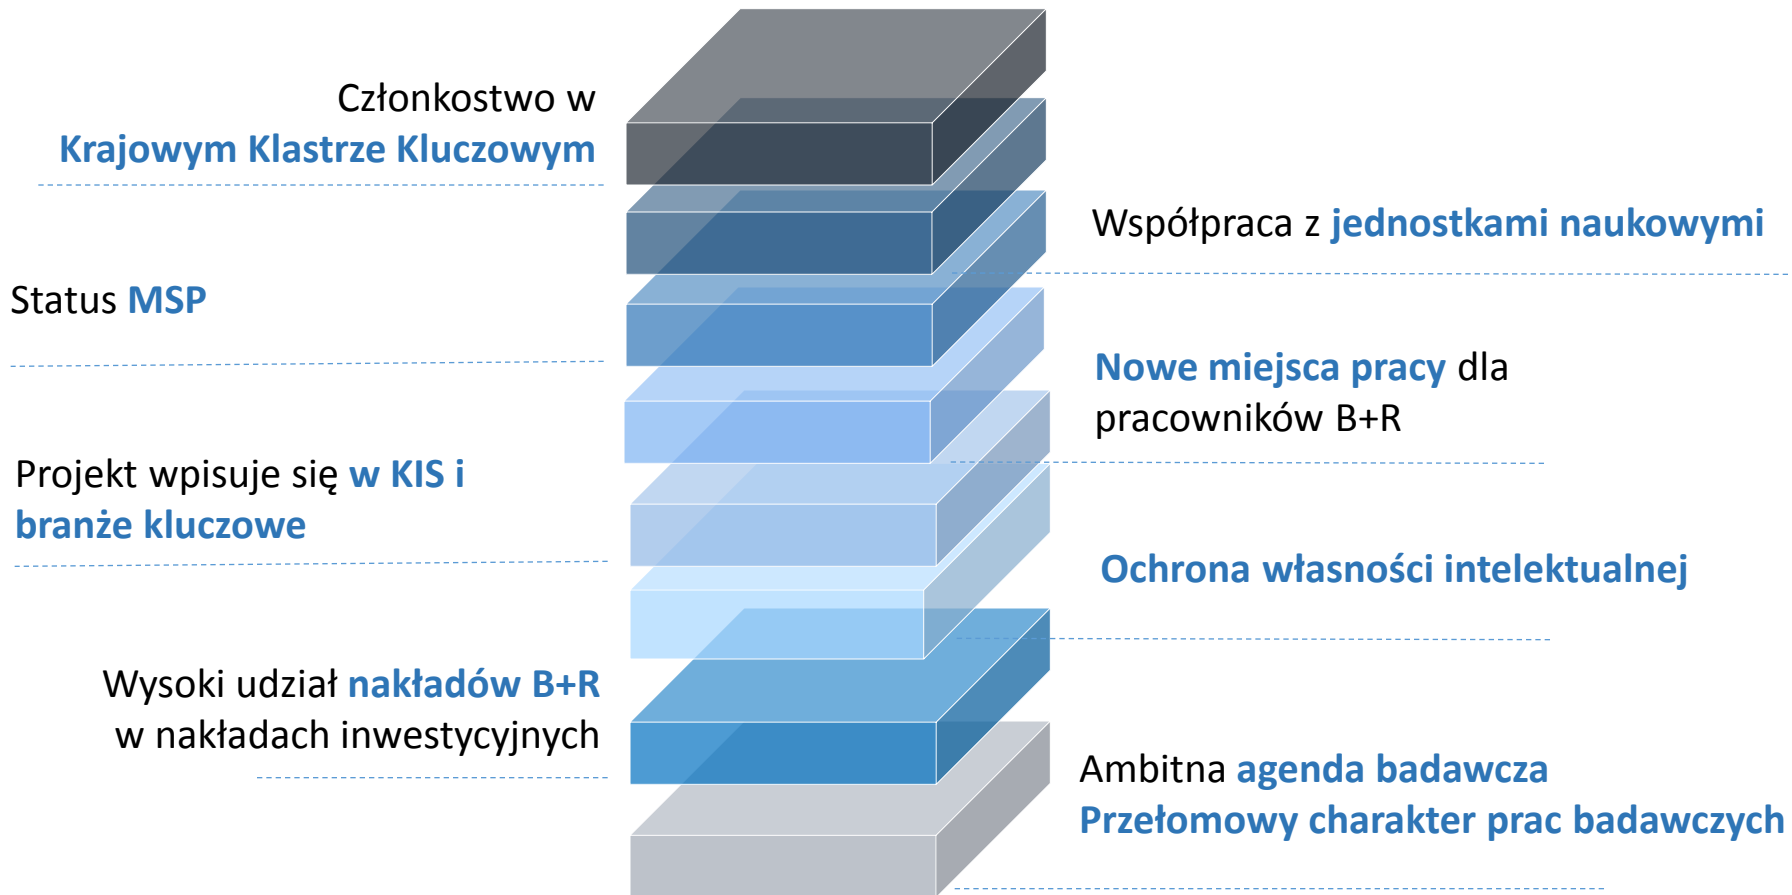 Członkostwo w
Krajowym Klastrze Kluczowym
Współpraca z jednostkami naukowymi
Status MSP
Nowe miejsca pracy dla
pracowników B+R
Projekt wpisuje się w KIS i
branże kluczowe
Ochrona własności intelektualnej
Wysoki udział nakładów B+R
w nakładach inwestycyjnych
Ambitna agenda badawcza
Przełomowy charakter prac badawczych